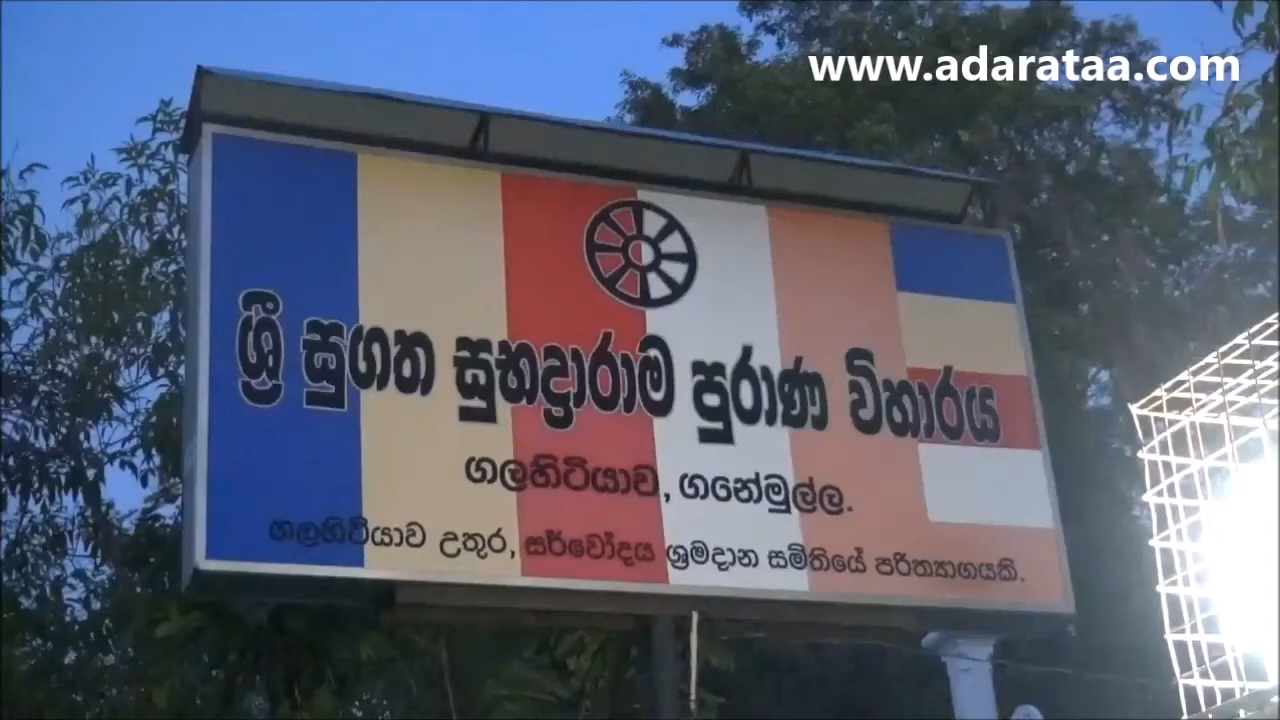 www.adarataa.com
ශ්‍රී සුගත සුභද්‍රාරාම පුරාණ විහාරය
ගලහිටියාව, ගනේමුල්ල.
ගලහිටියාව උතුර, සර්වෝදය ශ්‍රමදාන සමිතියේ පරිත්‍යාගයකි.